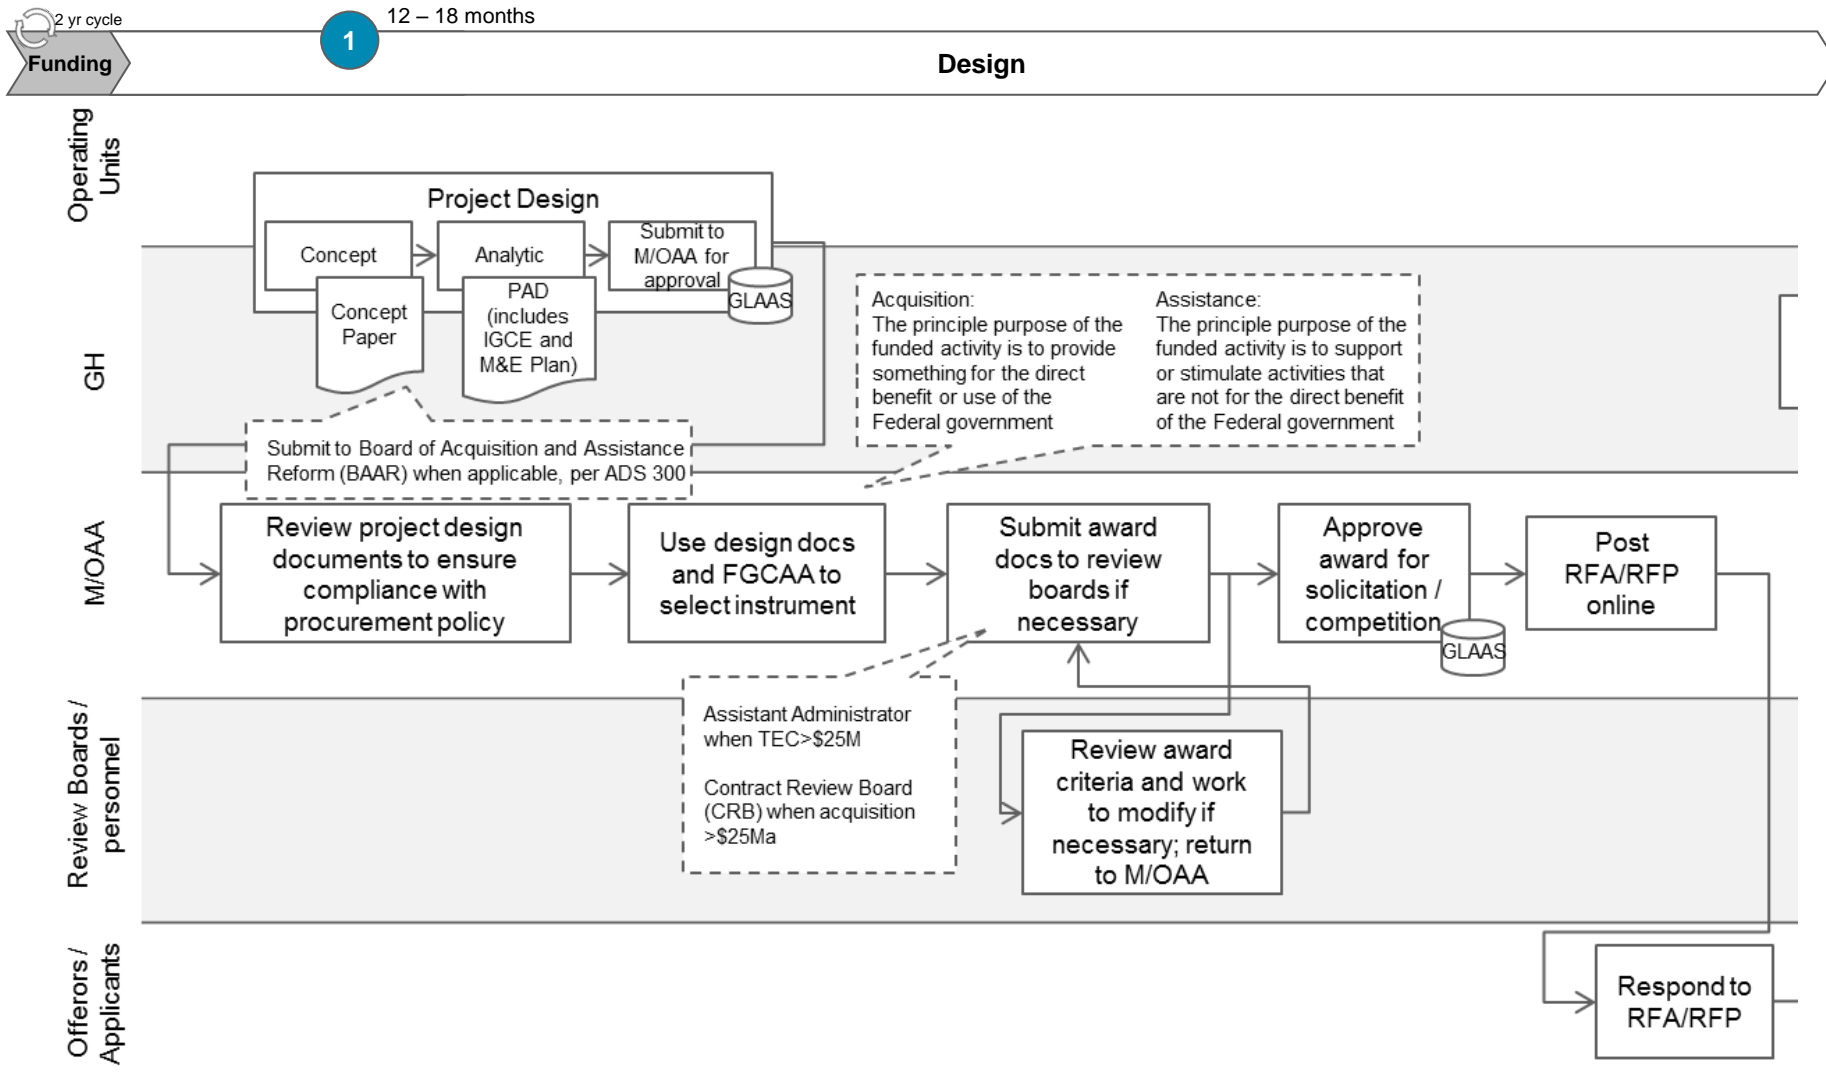 2 yr cycle
1
12 – 18 months
Funding
Design
Operating
Units
Project Design
Concept
Analytic
Submit to
M/OAA for
approval
GLAAS
Concept
Paper
PAD
(includes
IGCE and
M&E Plan)
GH
Acquisition:
The principle purpose of the
funded activity is to provide
something for the direct
benefit or use of the
Federal government
Assistance:
The principle purpose of the
funded activity is to support
or stimulate activities that
are not for the direct benefit
of the Federal government
Submit to Board of Acquisition and Assistance
Reform (BAAR) when applicable, per ADS 300
M/OAA
Review project design
documents to ensure
compliance with
procurement policy
Use design docs
and FGCAA to
select instrument
Submit award
docs to review
boards if
necessary
Approve
award for
solicitation /
competition
GLAAS
Post
RFA/RFP
online
Review Boards /
personnel
Assistant Administrator
when TEC>$25M
Contract Review Board
(CRB) when acquisition
>$25Ma
Review award
criteria and work
to modify if
necessary; return
to M/OAA
Offerors /
Applicants
Respond to
RFA/RFP